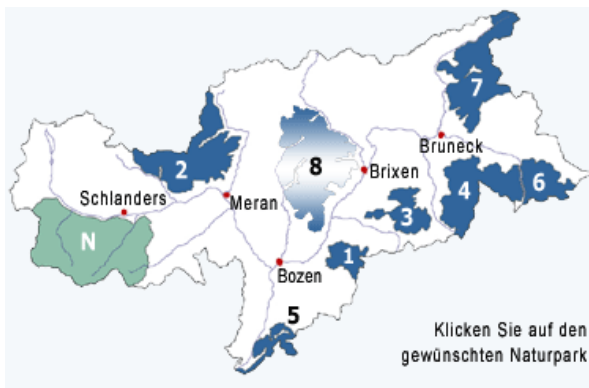 7
Bruneck
2
8
Brixen
4
6
Schlanders
Meran
3
N
1
Bozen
5
Klicken Sie auf den
gewünschten Naturpark